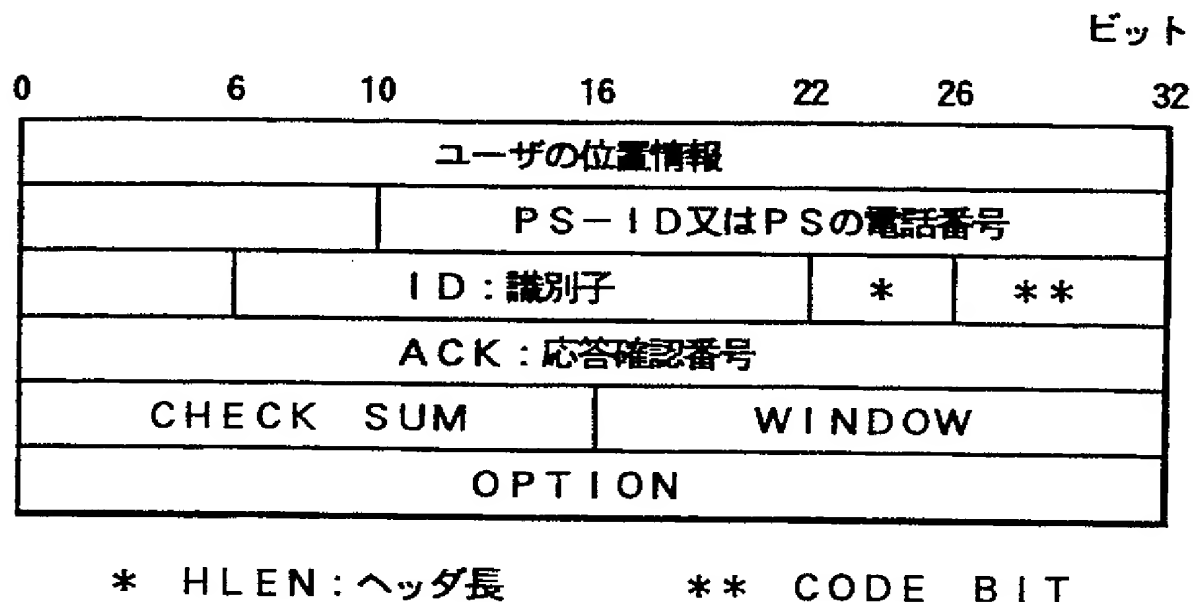 ビット
0 6 10 16 22 26 32
ユーザの位置情報
PS-ID又はPSの電話番号
ID:識別子 * **
ACK:応答確認番号
CHECK SUM WINDOW
OPTION
* HLEN:ヘッダ長 ** CODE BIT